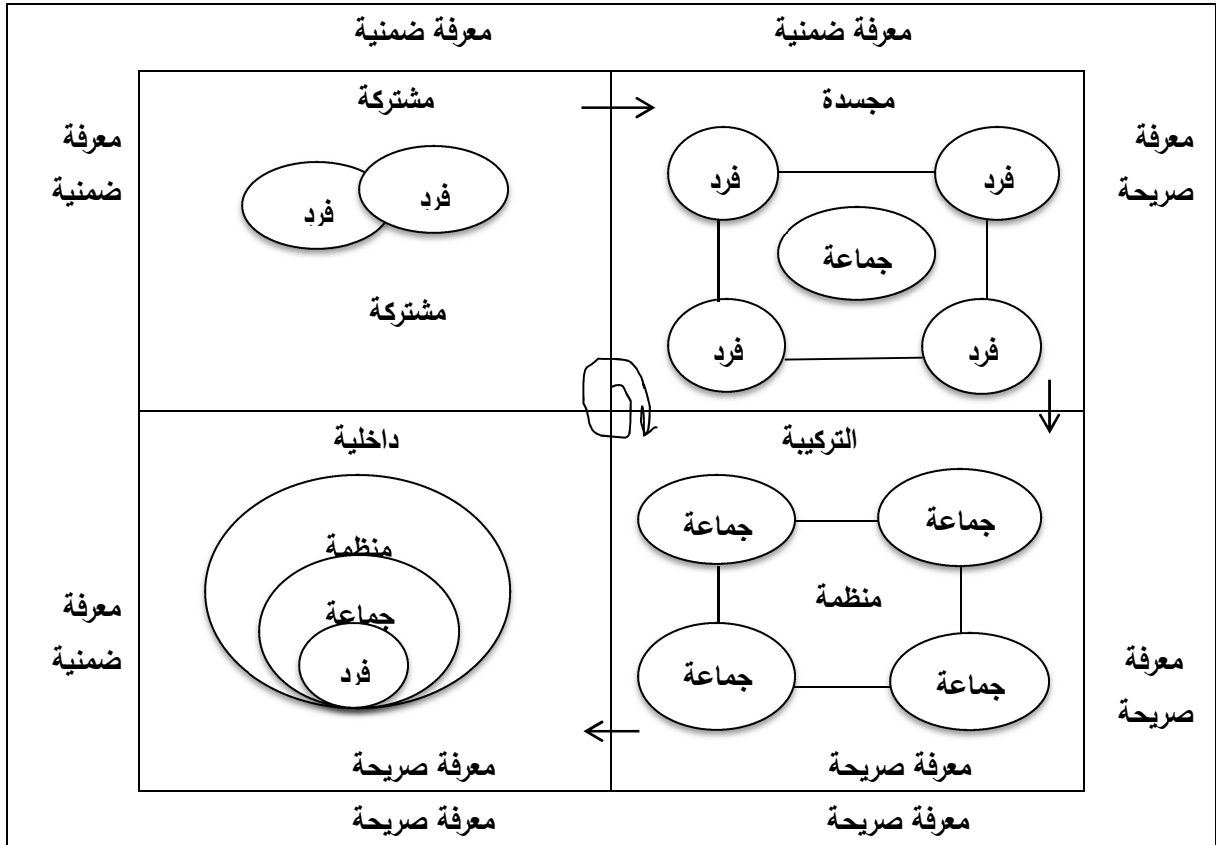 معرفة ضمنية
معرفة ضمنية
مجسدة
مشتركة
معرفة
صريحة
معرفة
ضمنية
فرد
فرد
جماعة
فرد
فرد
فرد
فرد
مشتركة
التركيبة
داخلية
جماعة
جماعة
منظمة
جماعة
جماعة
منظمة
جماعة
فرد
معرفة
صريحة
معرفة
ضمنية
معرفة صريحة
معرفة صريحة
معرفة صريحة
معرفة صريحة